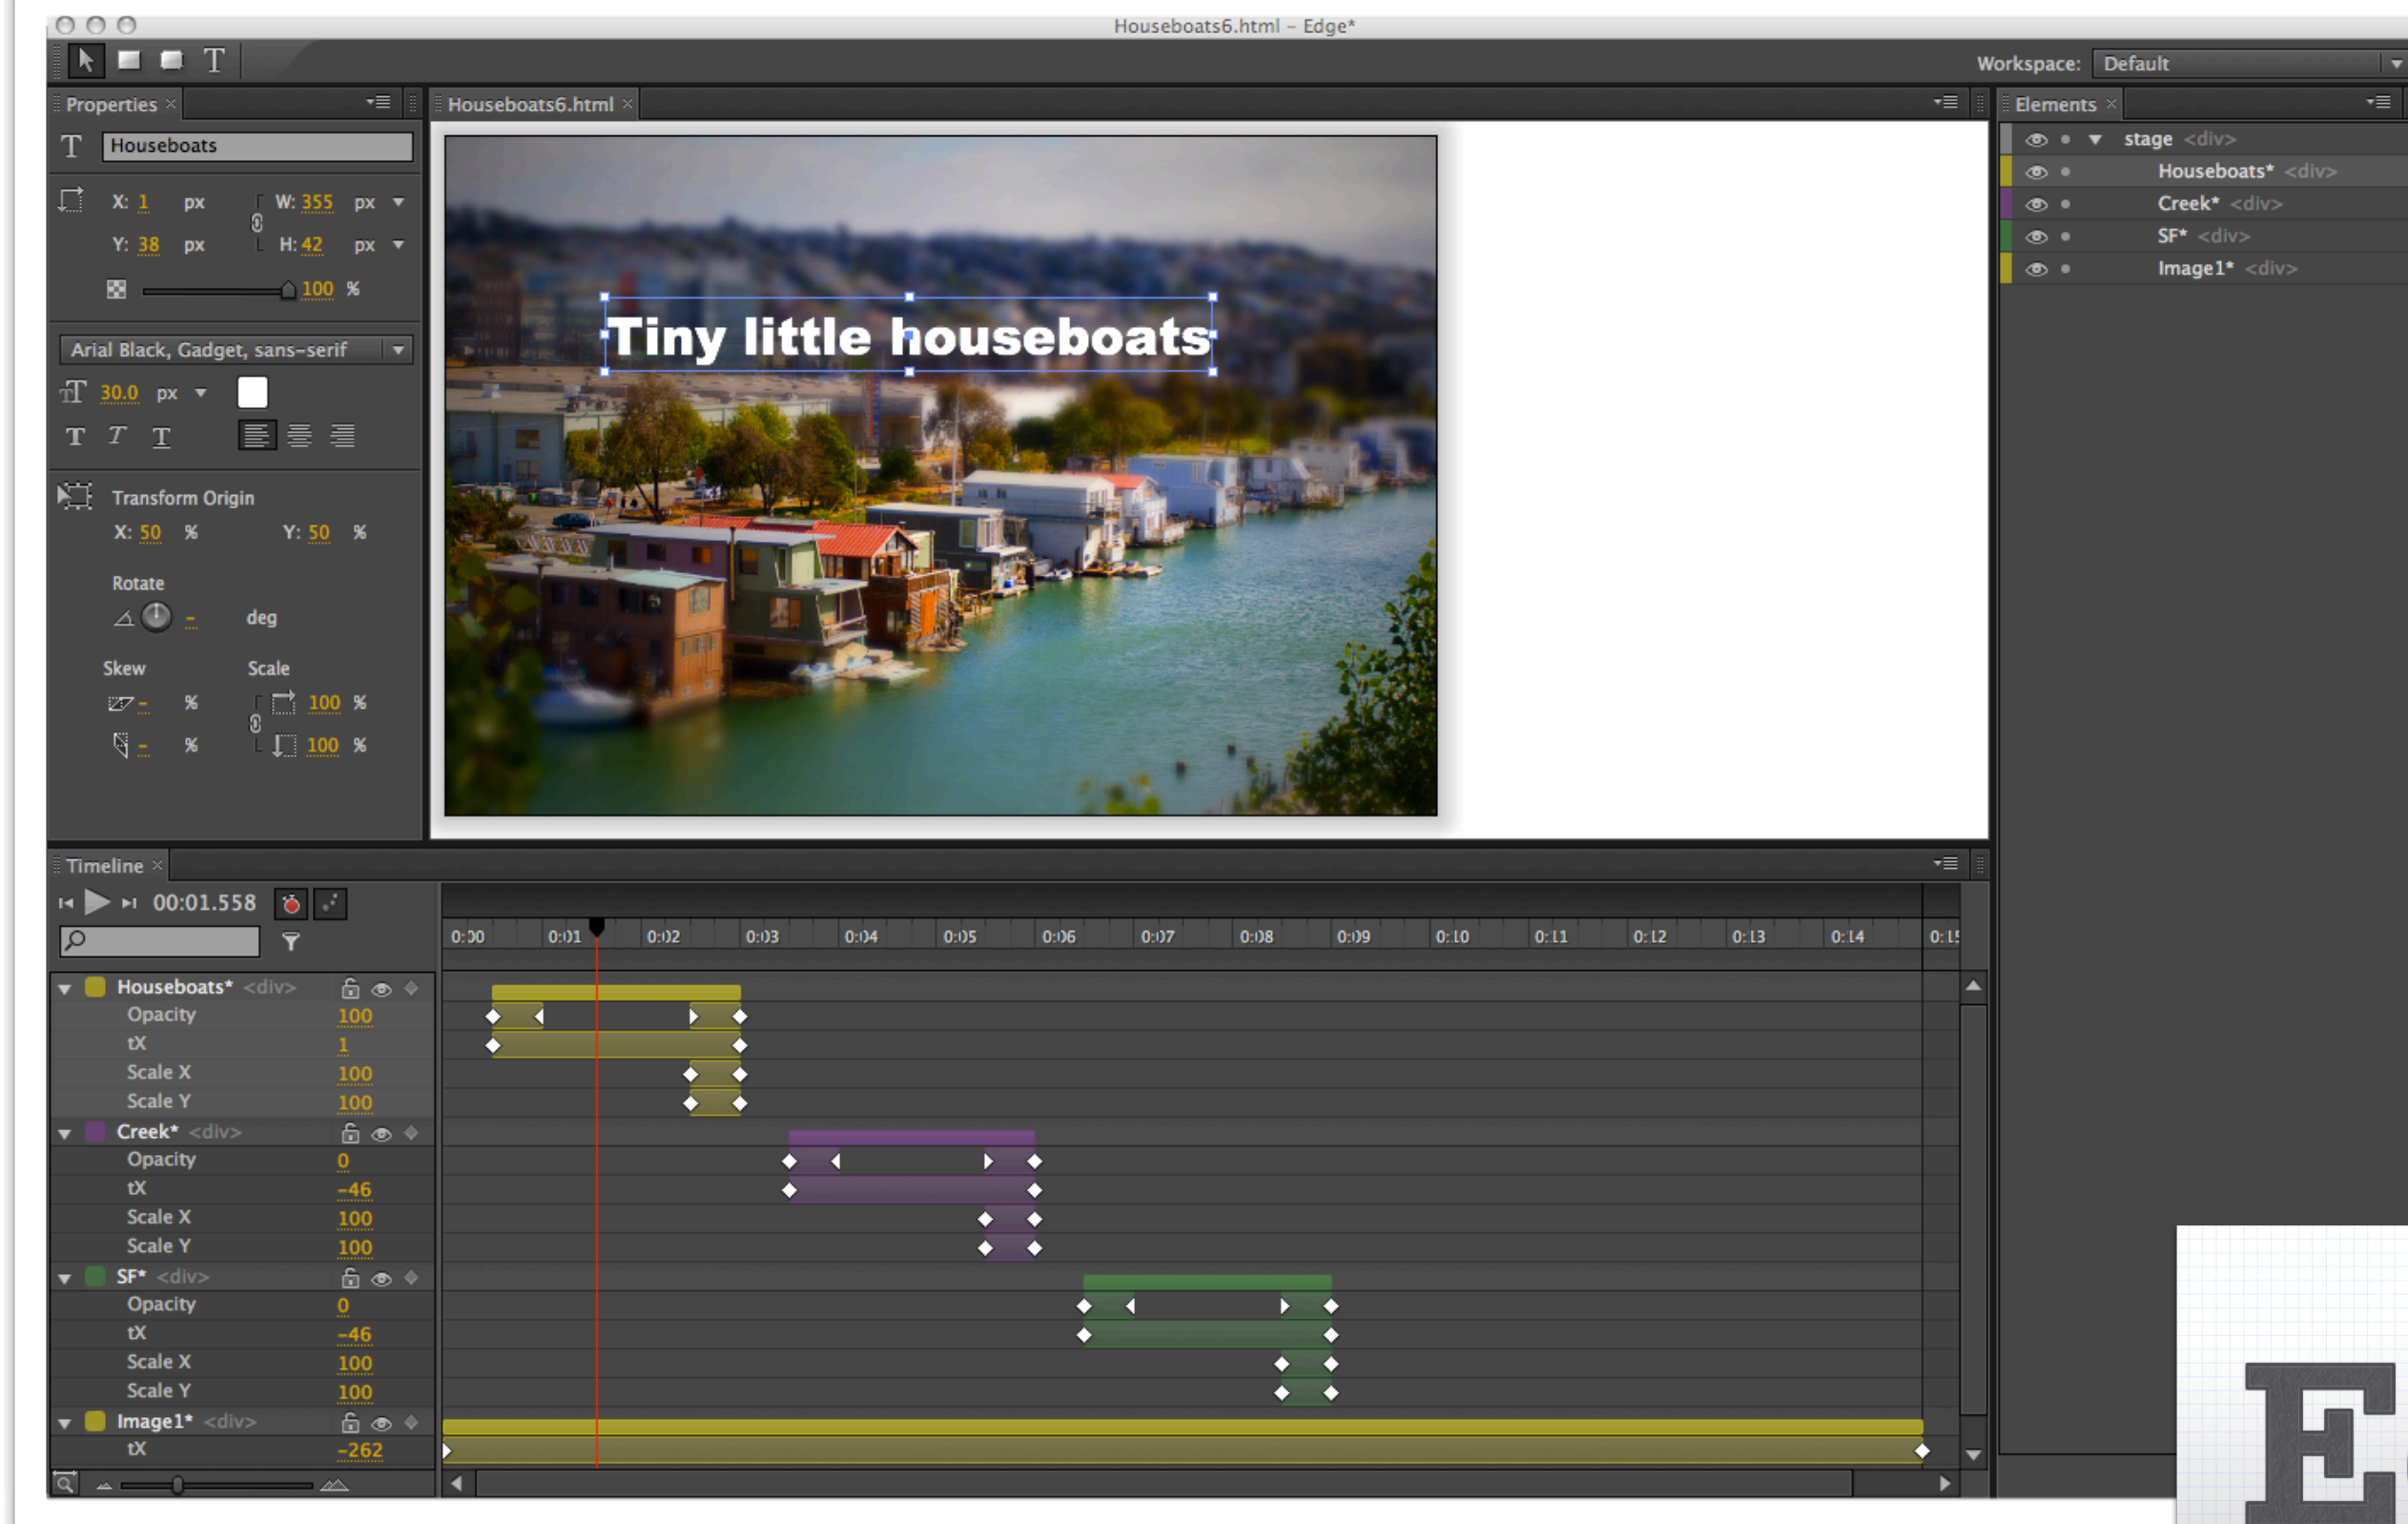 Houseboats6.html – Edge*
T
Workspace: Default
Properties
Houseboats6.html
Elements
T Houseboats
X: 1 px W: 355 px
Y: 38 px H: 42 px
100 %
Arial Black, Gadget, sans-serif
TT 30.0 px
T T T
Transform Origin
X: 50 % Y: 50 %
Rotate
- deg
Skew Scale
- % 100 %
- % 100 %
Tiny little houseboats
stage <div>
Houseboats* <div>
Creek* <div>
SF* <div>
Image1* <div>
Timeline
00:01.558
0:00 0:01 0:02 0:03 0:04 0:05 0:06 0:07 0:08 0:09 0:10 0:11 0:12 0:13 0:14 0:15
Houseboats* <div>
Opacity 100
tX 1
Scale X 100
Scale Y 100
Creek* <div>
Opacity 0
tX -46
Scale X 100
Scale Y 100
SF* <div>
Opacity 0
tX -46
Scale X 100
Scale Y 100
Image1* <div>
tX -262
E